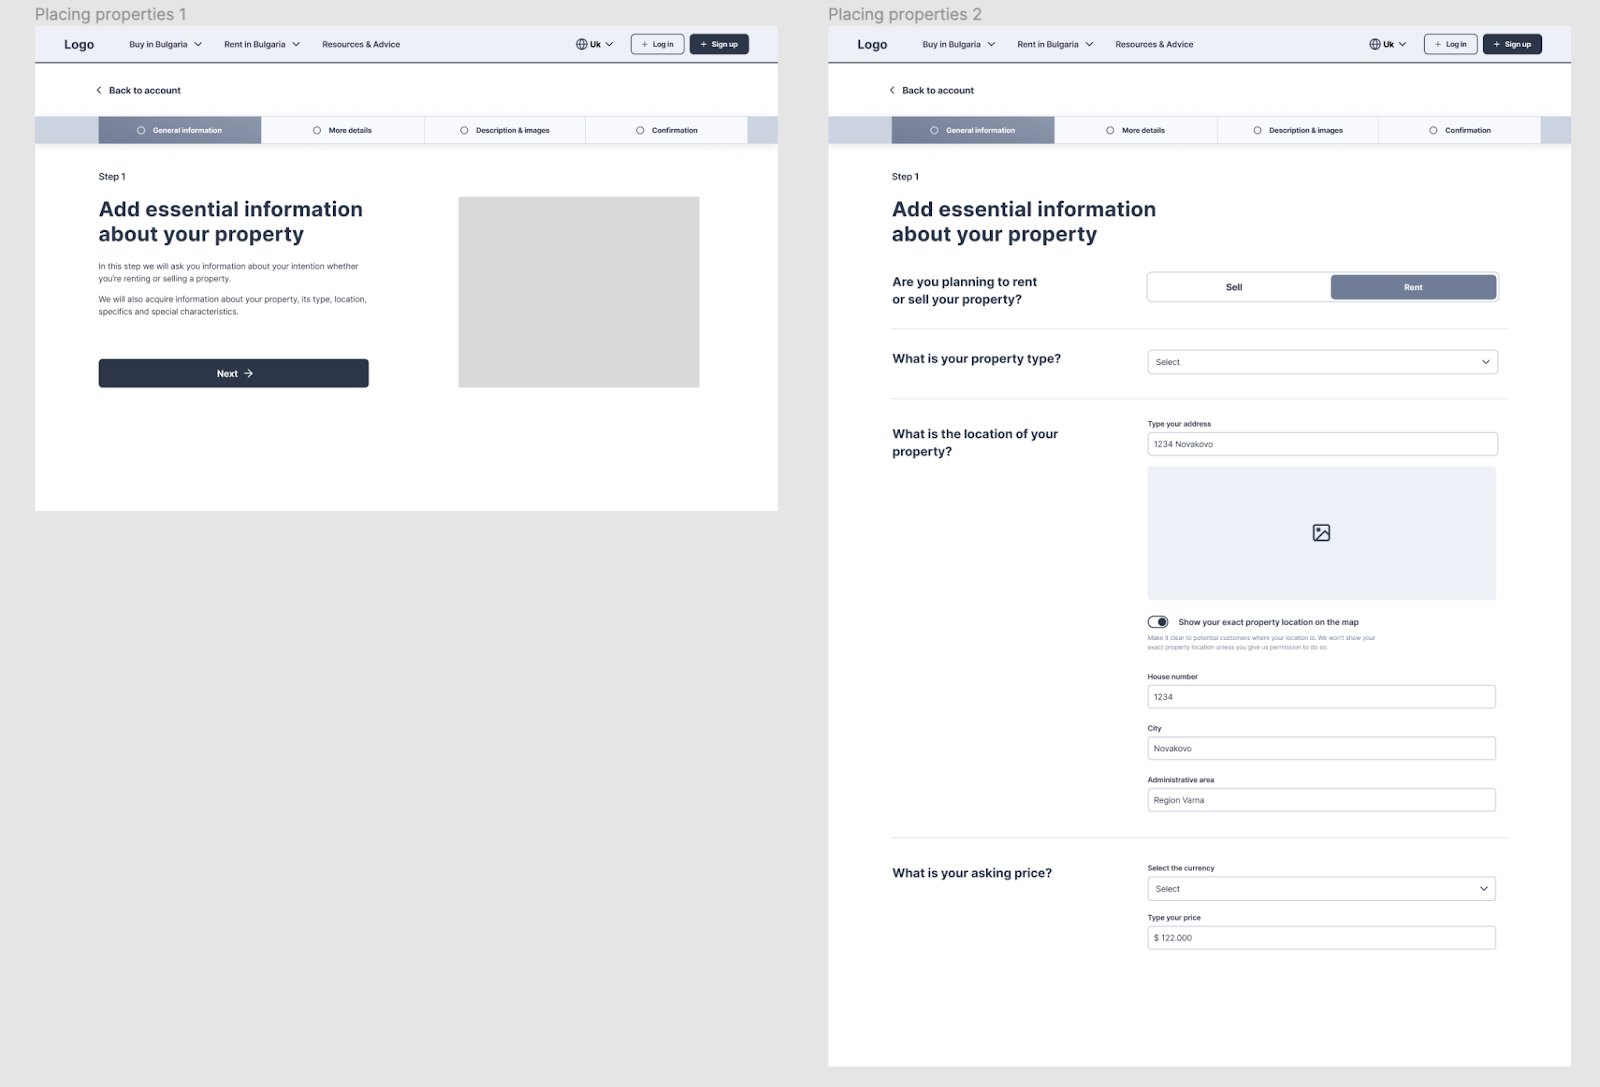 Placing properties 1
Logo
Buy in Bulgaria
Rent in Bulgaria
Resources & Advice
Uk
+ Log in
+ Sign up
Back to account
General information
More details
Description & images
Confirmation
Step 1
Add essential information
about your property
In this step we will ask you information about your intention whether
you're renting or selling a property.
We will also acquire information about your property, its type, location,
specifics and special characteristics.
Next →
Placing properties 2
Logo
Buy in Bulgaria
Rent in Bulgaria
Resources & Advice
Uk
+ Log in
+ Sign up
Back to account
General information
More details
Description & images
Confirmation
Step 1
Add essential information
about your property
Are you planning to rent
or sell your property?
Sell
Rent
What is your property type?
Select
What is the location of your
property?
Type your address
1234 Novakovo
Show your exact property location on the map
Make it clear to potential customers where your location is. We won't show your
exact property location unless you give us permission to do so.
House number
1234
City
Novakovo
Administrative area
Region Varna
What is your asking price?
Select the currency
Select
Type your price
$ 122.000